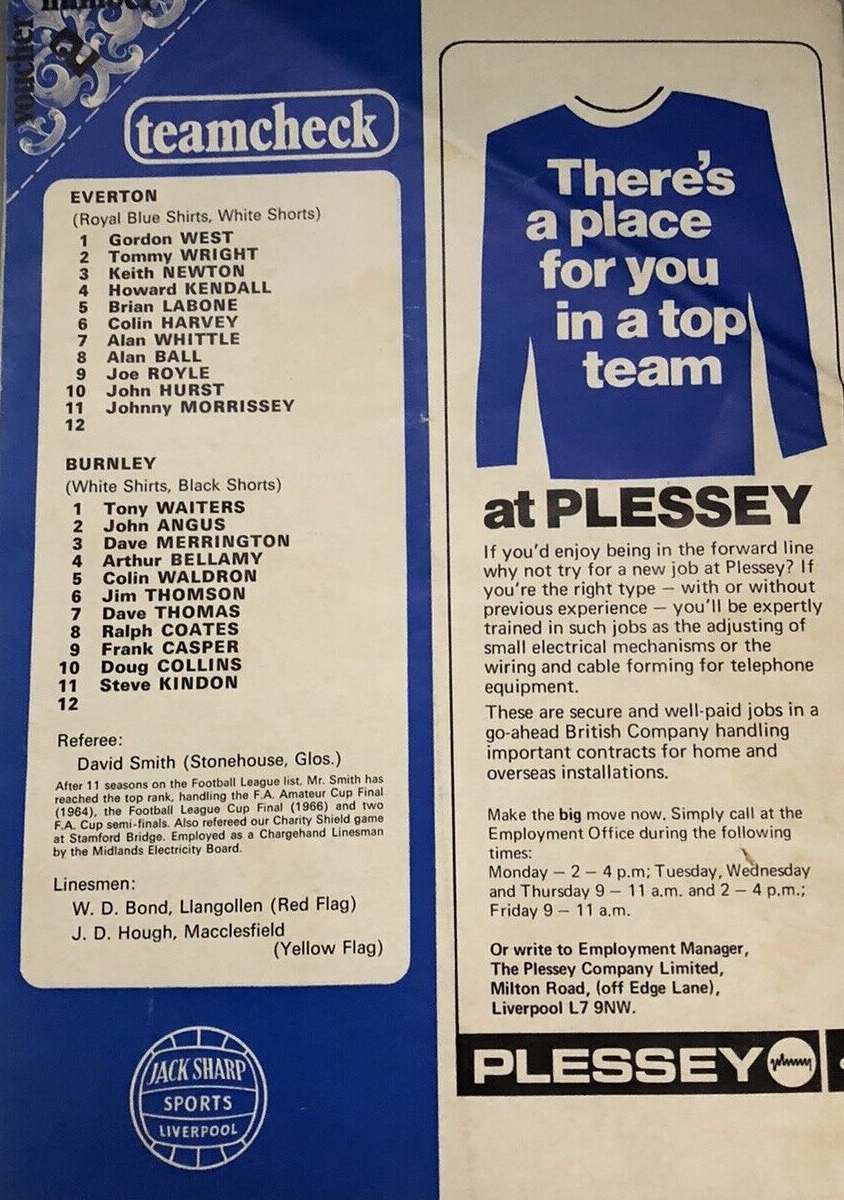 number
voucher
2
teamcheck
EVERTON
(Royal Blue Shirts, White Shorts)
1 Gordon WEST
2 Tommy WRIGHT
3 Keith NEWTON
4 Howard KENDALL
5 Brian LABONE
6 Colin HARVEY
7 Alan WHITTLE
8 Alan BALL
9 Joe ROYLE
10 John HURST
11 Johnny MORRISSEY
12
BURNLEY
(White Shirts, Black Shorts)
1 Tony WAITERS
2 John ANGUS
3 Dave MERRINGTON
4 Arthur BELLAMY
5 Colin WALDRON
6 Jim THOMSON
7 Dave THOMAS
8 Ralph COATES
9 Frank CASPER
10 Doug COLLINS
11 Steve KINDON
12
Referee:
David Smith (Stonehouse, Glos.)
After 11 seasons on the Football League list, Mr. Smith has
reached the top rank, handling the F.A. Amateur Cup Final
(1964), the Football League Cup Final (1966) and two
F.A. Cup semi-finals. Also refereed our Charity Shield game
at Stamford Bridge. Employed as a Chargehand Linesman
by the Midlands Electricity Board.
Linesmen:
W. D. Bond, Llangollen (Red Flag)
J. D. Hough, Macclesfield
(Yellow Flag)
JACK SHARP
SPORTS
LIVERPOOL
There's
a place
for you
in a top
team
at PLESSEY
If you'd enjoy being in the forward line
why not try for a new job at Plessey? If
you're the right type — with or without
previous experience — you'll be expertly
trained in such jobs as the adjusting of
small electrical mechanisms or the
wiring and cable forming for telephone
equipment.
These are secure and well-paid jobs in a
go-ahead British Company handling
important contracts for home and
overseas installations.
Make the big move now. Simply call at the
Employment Office during the following
times:
Monday — 2 — 4 p.m; Tuesday, Wednesday
and Thursday 9 — 11 a.m. and 2 — 4 p.m.;
Friday 9 — 11 a.m.
Or write to Employment Manager,
The Plessey Company Limited,
Milton Road, (off Edge Lane),
Liverpool L7 9NW.
PLESSEY